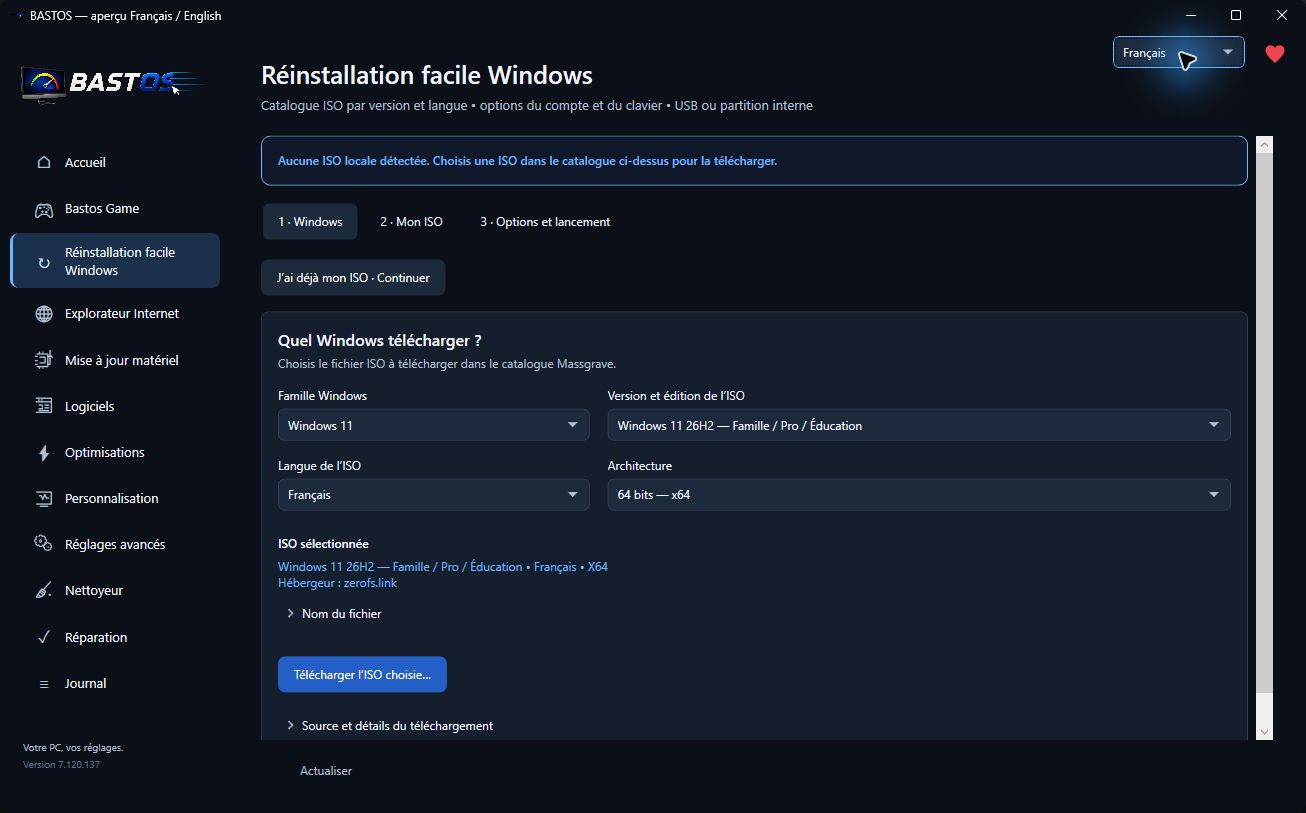 BASTOS — aperçu Français / English
Français
BASTOS
Réinstallation facile Windows
Catalogue ISO par version et langue • options du compte et du clavier • USB ou partition interne
Accueil
Bastos Game
Réinstallation facile
Windows
Explorateur Internet
Mise à jour matériel
Logiciels
Optimisations
Personnalisation
Réglages avancés
Nettoyeur
Réparation
Journal
Votre PC, vos réglages.
Version 7.120.137
Aucune ISO locale détectée. Choisis une ISO dans le catalogue ci-dessus pour la télécharger.
1 · Windows
2 · Mon ISO
3 · Options et lancement
J’ai déjà mon ISO · Continuer
Quel Windows télécharger ?
Choisis le fichier ISO à télécharger dans le catalogue Massgrave.
Famille Windows
Version et édition de l’ISO
Windows 11
Windows 11 26H2 — Famille / Pro / Éducation
Langue de l’ISO
Architecture
Français
64 bits — x64
ISO sélectionnée
Windows 11 26H2 — Famille / Pro / Éducation • Français • X64
Hébergeur : zerofs.link
Nom du fichier
Télécharger l’ISO choisie...
Source et détails du téléchargement
Actualiser